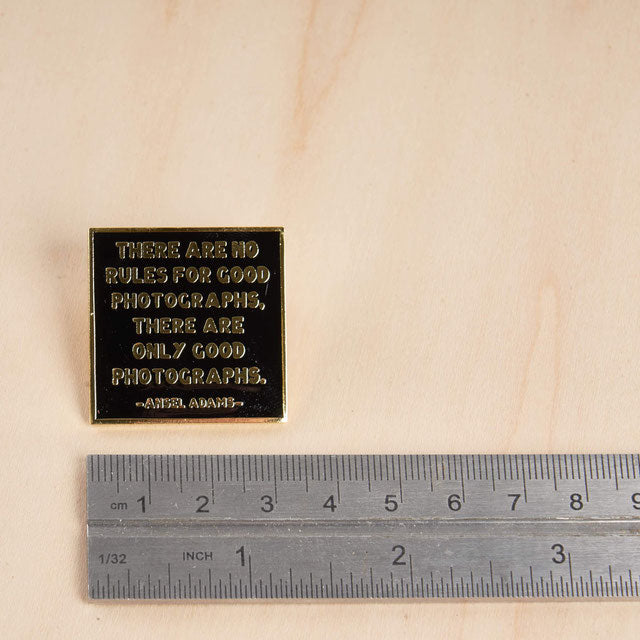 THERE ARE NO
RULES FOR GOOD
PHOTOGRAPHS,
THERE ARE
ONLY GOOD
PHOTOGRAPHS.
-ANSEL ADAMS-
cm 1 2 3 4 5 6 7 8 9
1/32 INCH 1 2 3